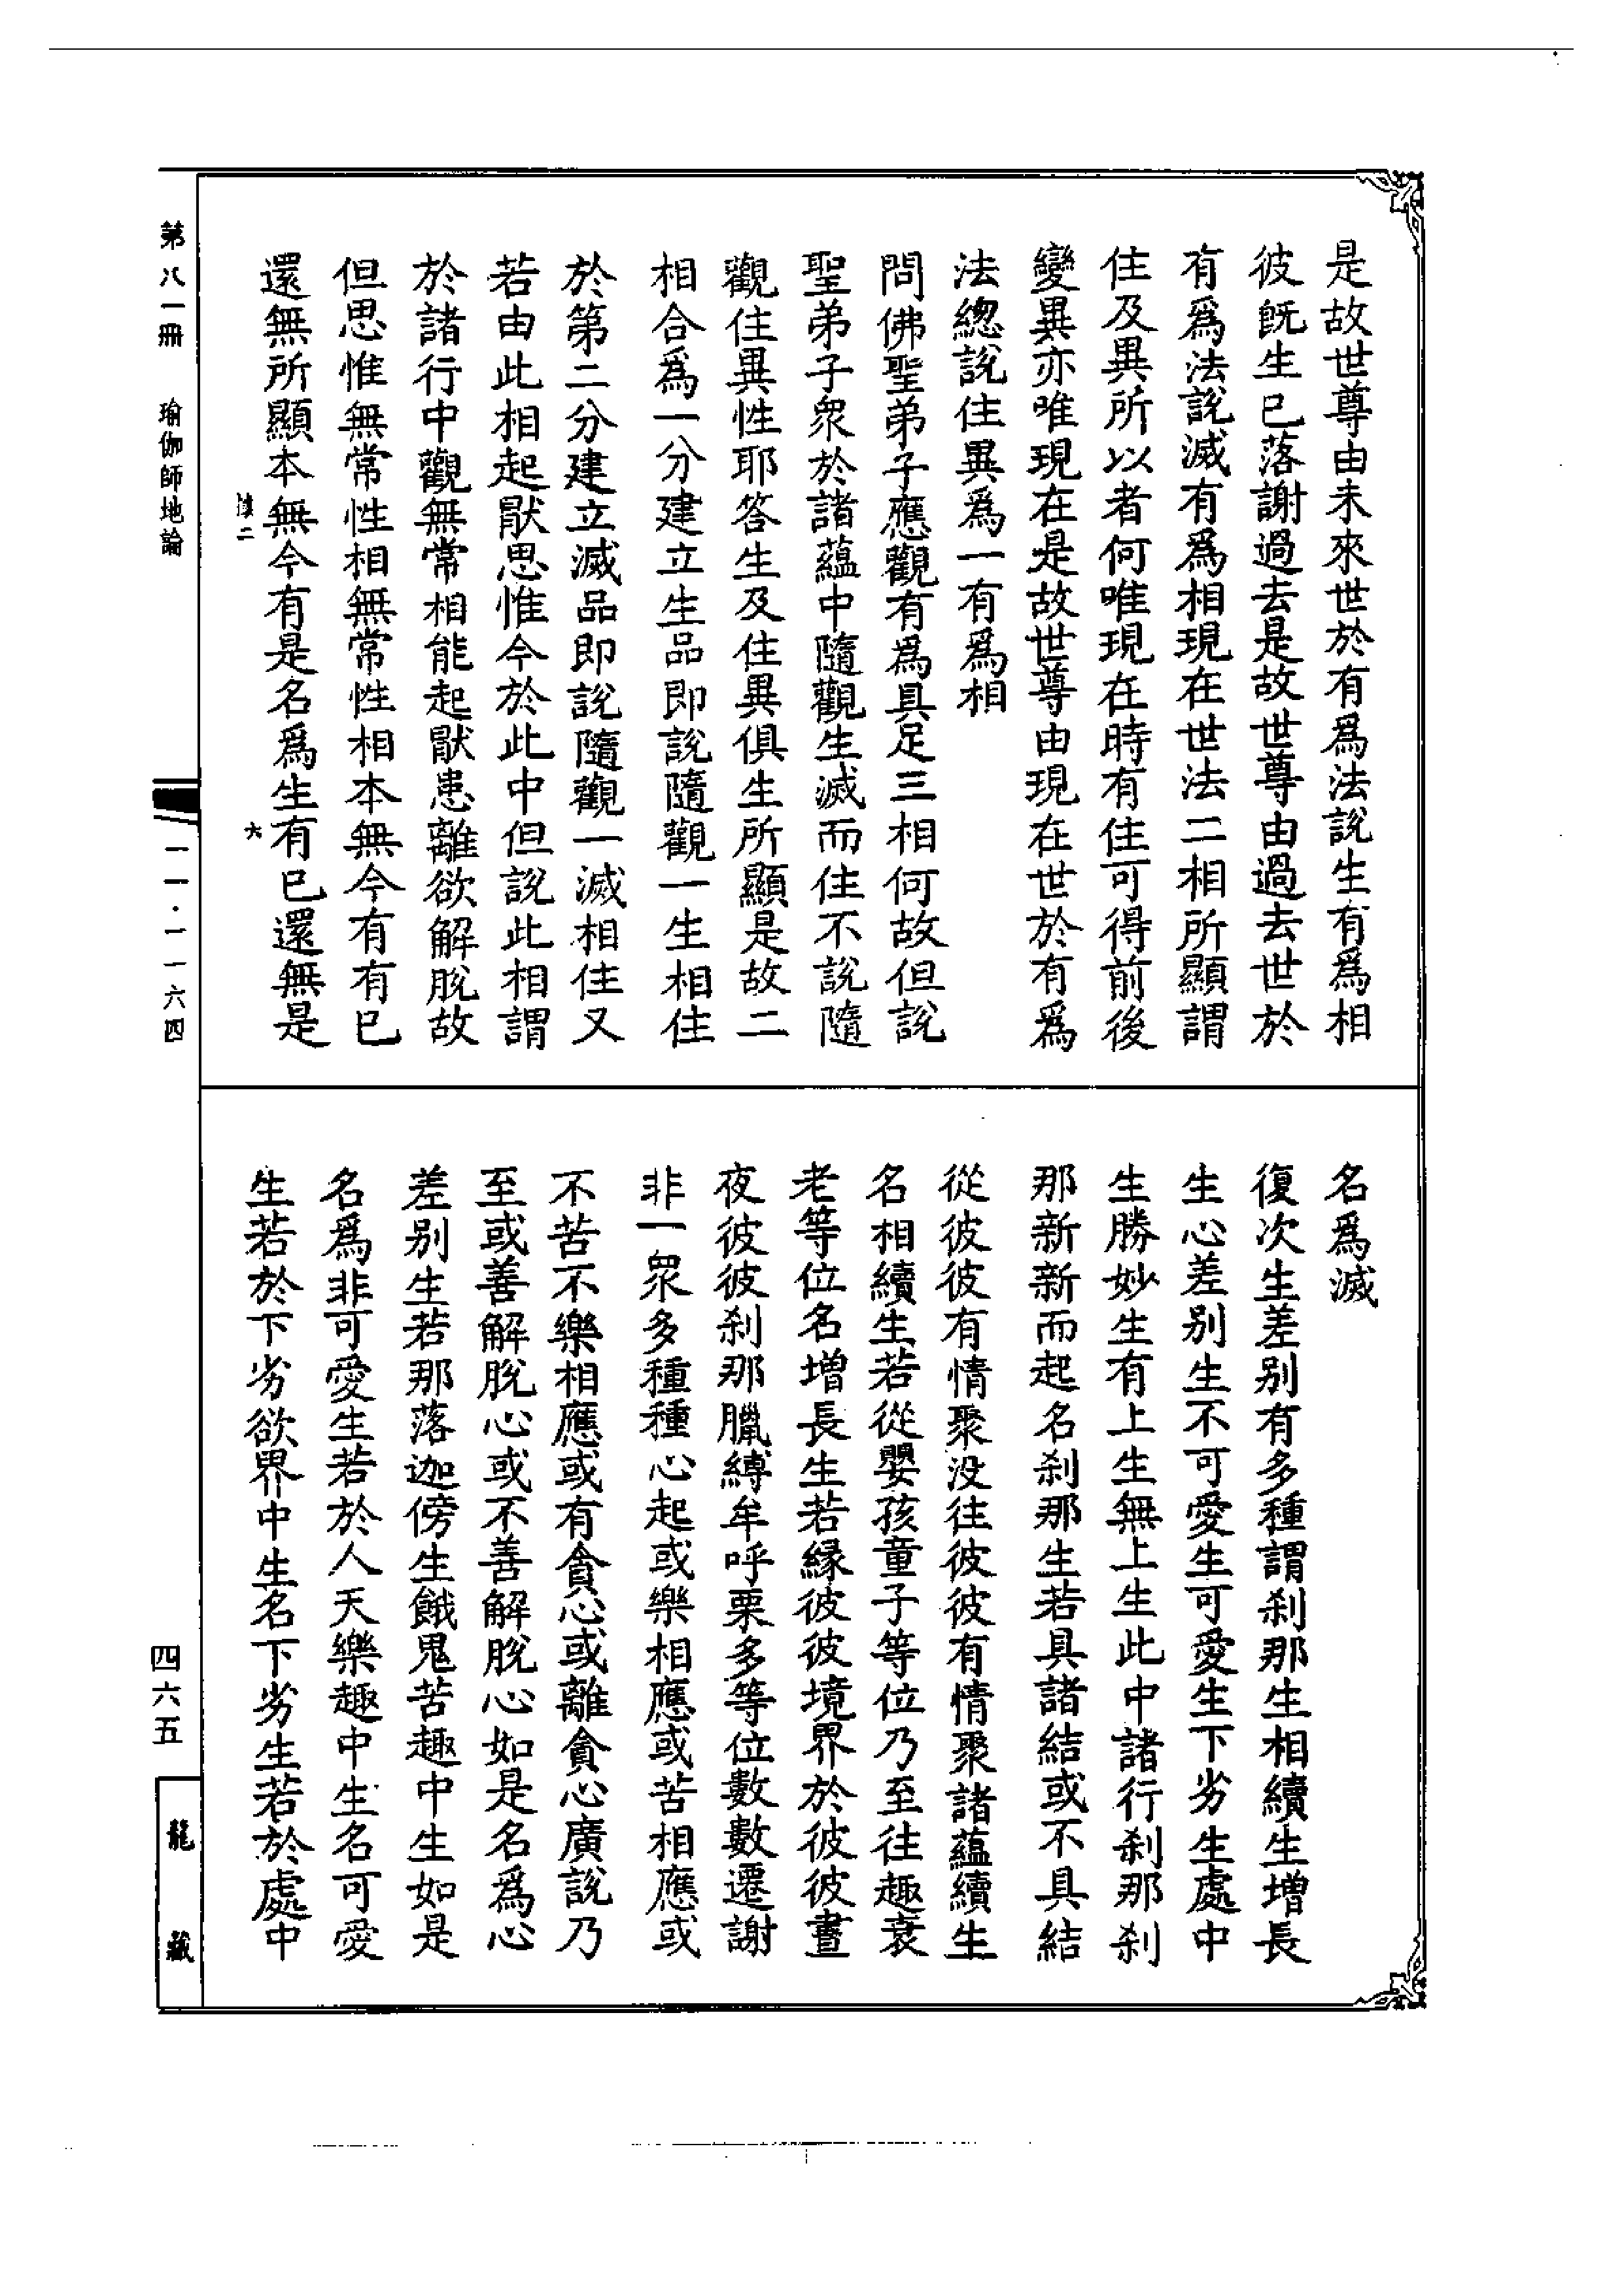 是故世尊由未來世於有爲法說生有爲相
彼旣生已落謝過去是故世尊由過去世於
有爲法說滅有爲相現在世法二相所顯謂
住及異所以者何唯現在時有住可得前後
變異亦唯現在是故世尊由現在世於有爲
法總說住異爲一有爲相
問佛聖弟子應觀有爲具足三相何故但說
聖弟子衆於諸蘊中隨觀生滅而住不說隨
觀住異性耶答生及住異俱生所顯是故二
相合爲一分建立生品即說隨觀一生相住
於第二分建立滅品即說隨觀一滅相住又
若由此相起猒思惟今於此中但說此相謂
於諸行中觀無常相能起猒患離欲解脫故
但思惟無常性相無常性相本無今有有已
還無所顯本無今有是名爲生有已還無是
六
名爲滅
復次生差別有多種謂刹那生相續生增長
生心差別生不可愛生可愛生下劣生處中
生勝妙生有上生無上生此中諸行刹那刹
那新新而起名刹那生若具諸結或不具結
從彼彼有情聚没往彼彼有情聚諸蘊續生
名相續生若從嬰孩童子等位乃至往趣衰
老等位名增長生若緣彼彼境界於彼彼晝
夜彼彼刹那臘縛牟呼栗多等位數數遷謝
非一眾多種種心起或樂相應或苦相應或
不苦不樂相應或有貪心或離貪心廣說乃
至或善解脫心或不善解脫心如是名爲心
差別生若那落迦傍生餓鬼苦趣中生如是
名爲非可愛生若於人天樂趣中生名可愛
生若於下劣欲界中生名下劣生若於處中
第八一冊 瑜伽師地論
一一·一一六四
四六五
龍藏